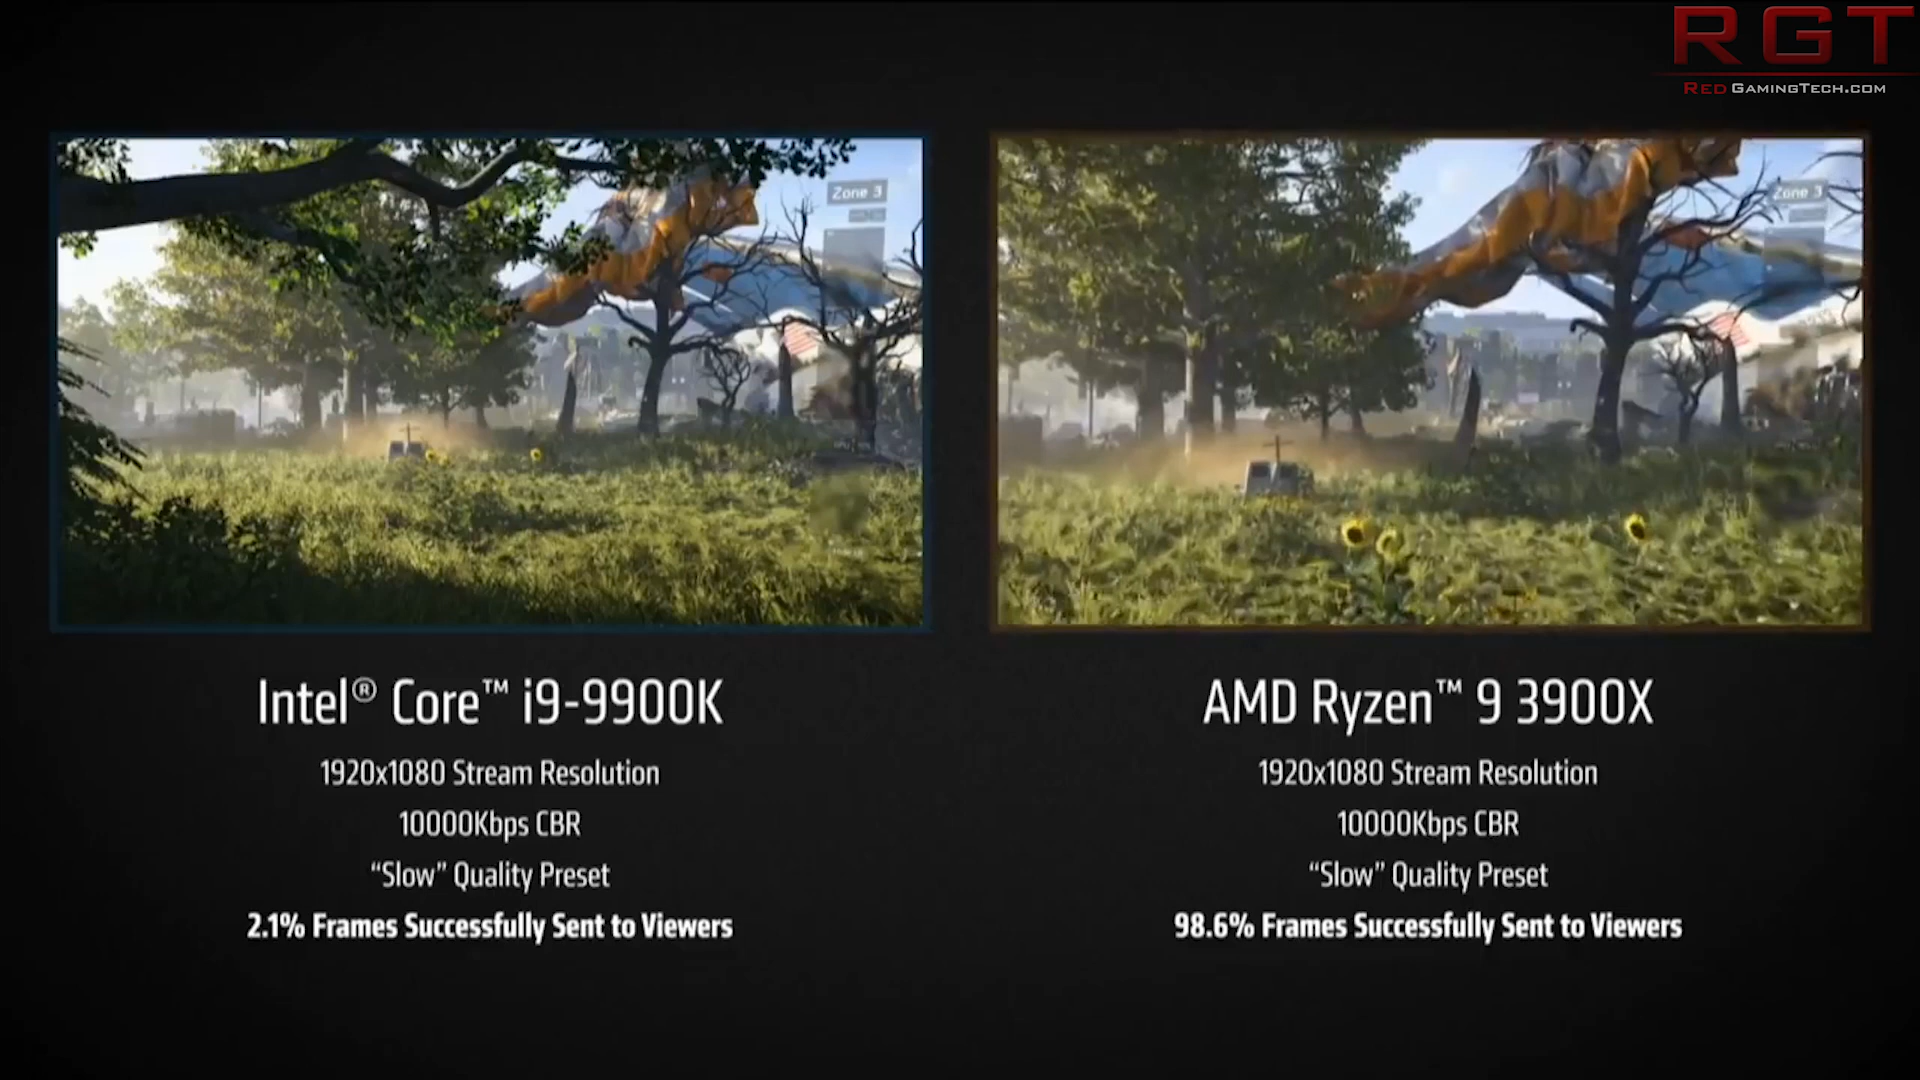 RGT
REDGAMINGTECH.COM
Zone 3
Zone 3
Intel® Core™ i9-9900K
1920x1080 Stream Resolution
10000Kbps CBR
“Slow” Quality Preset
2.1% Frames Successfully Sent to Viewers
AMD Ryzen™ 9 3900X
1920x1080 Stream Resolution
10000Kbps CBR
“Slow” Quality Preset
98.6% Frames Successfully Sent to Viewers